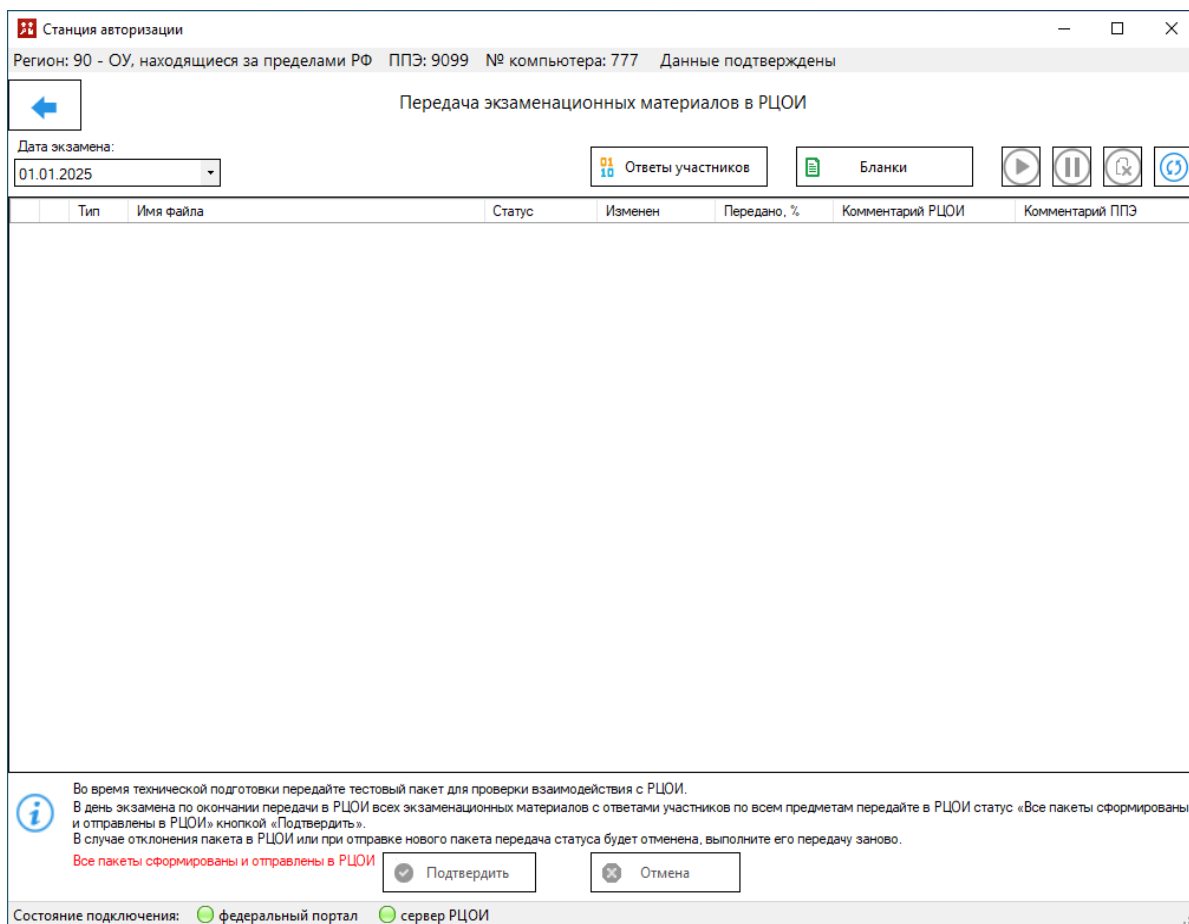 Станция авторизации
Регион: 90 - ОУ, находящиеся за пределами РФ ППЭ: 9099 № компьютера: 777 Данные подтверждены
Передача экзаменационных материалов в РЦОИ
Дата экзамена:
01.01.2025
01 10 Ответы участников
Бланки
Тип Имя файла Статус Изменен Передано, % Комментарий РЦОИ Комментарий ППЭ
Во время технической подготовки передайте тестовый пакет для проверки взаимодействия с РЦОИ.
В день экзамена по окончании передачи в РЦОИ всех экзаменационных материалов с ответами участников по всем предметам передайте в РЦОИ статус «Все пакеты сформированы
и отправлены в РЦОИ» кнопкой «Подтвердить».
В случае отклонения пакета в РЦОИ или при отправке нового пакета передача статуса будет отменена, выполните его передачу заново.
Все пакеты сформированы и отправлены в РЦОИ
Подтвердить
Отмена
Состояние подключения: федеральный портал сервер РЦОИ